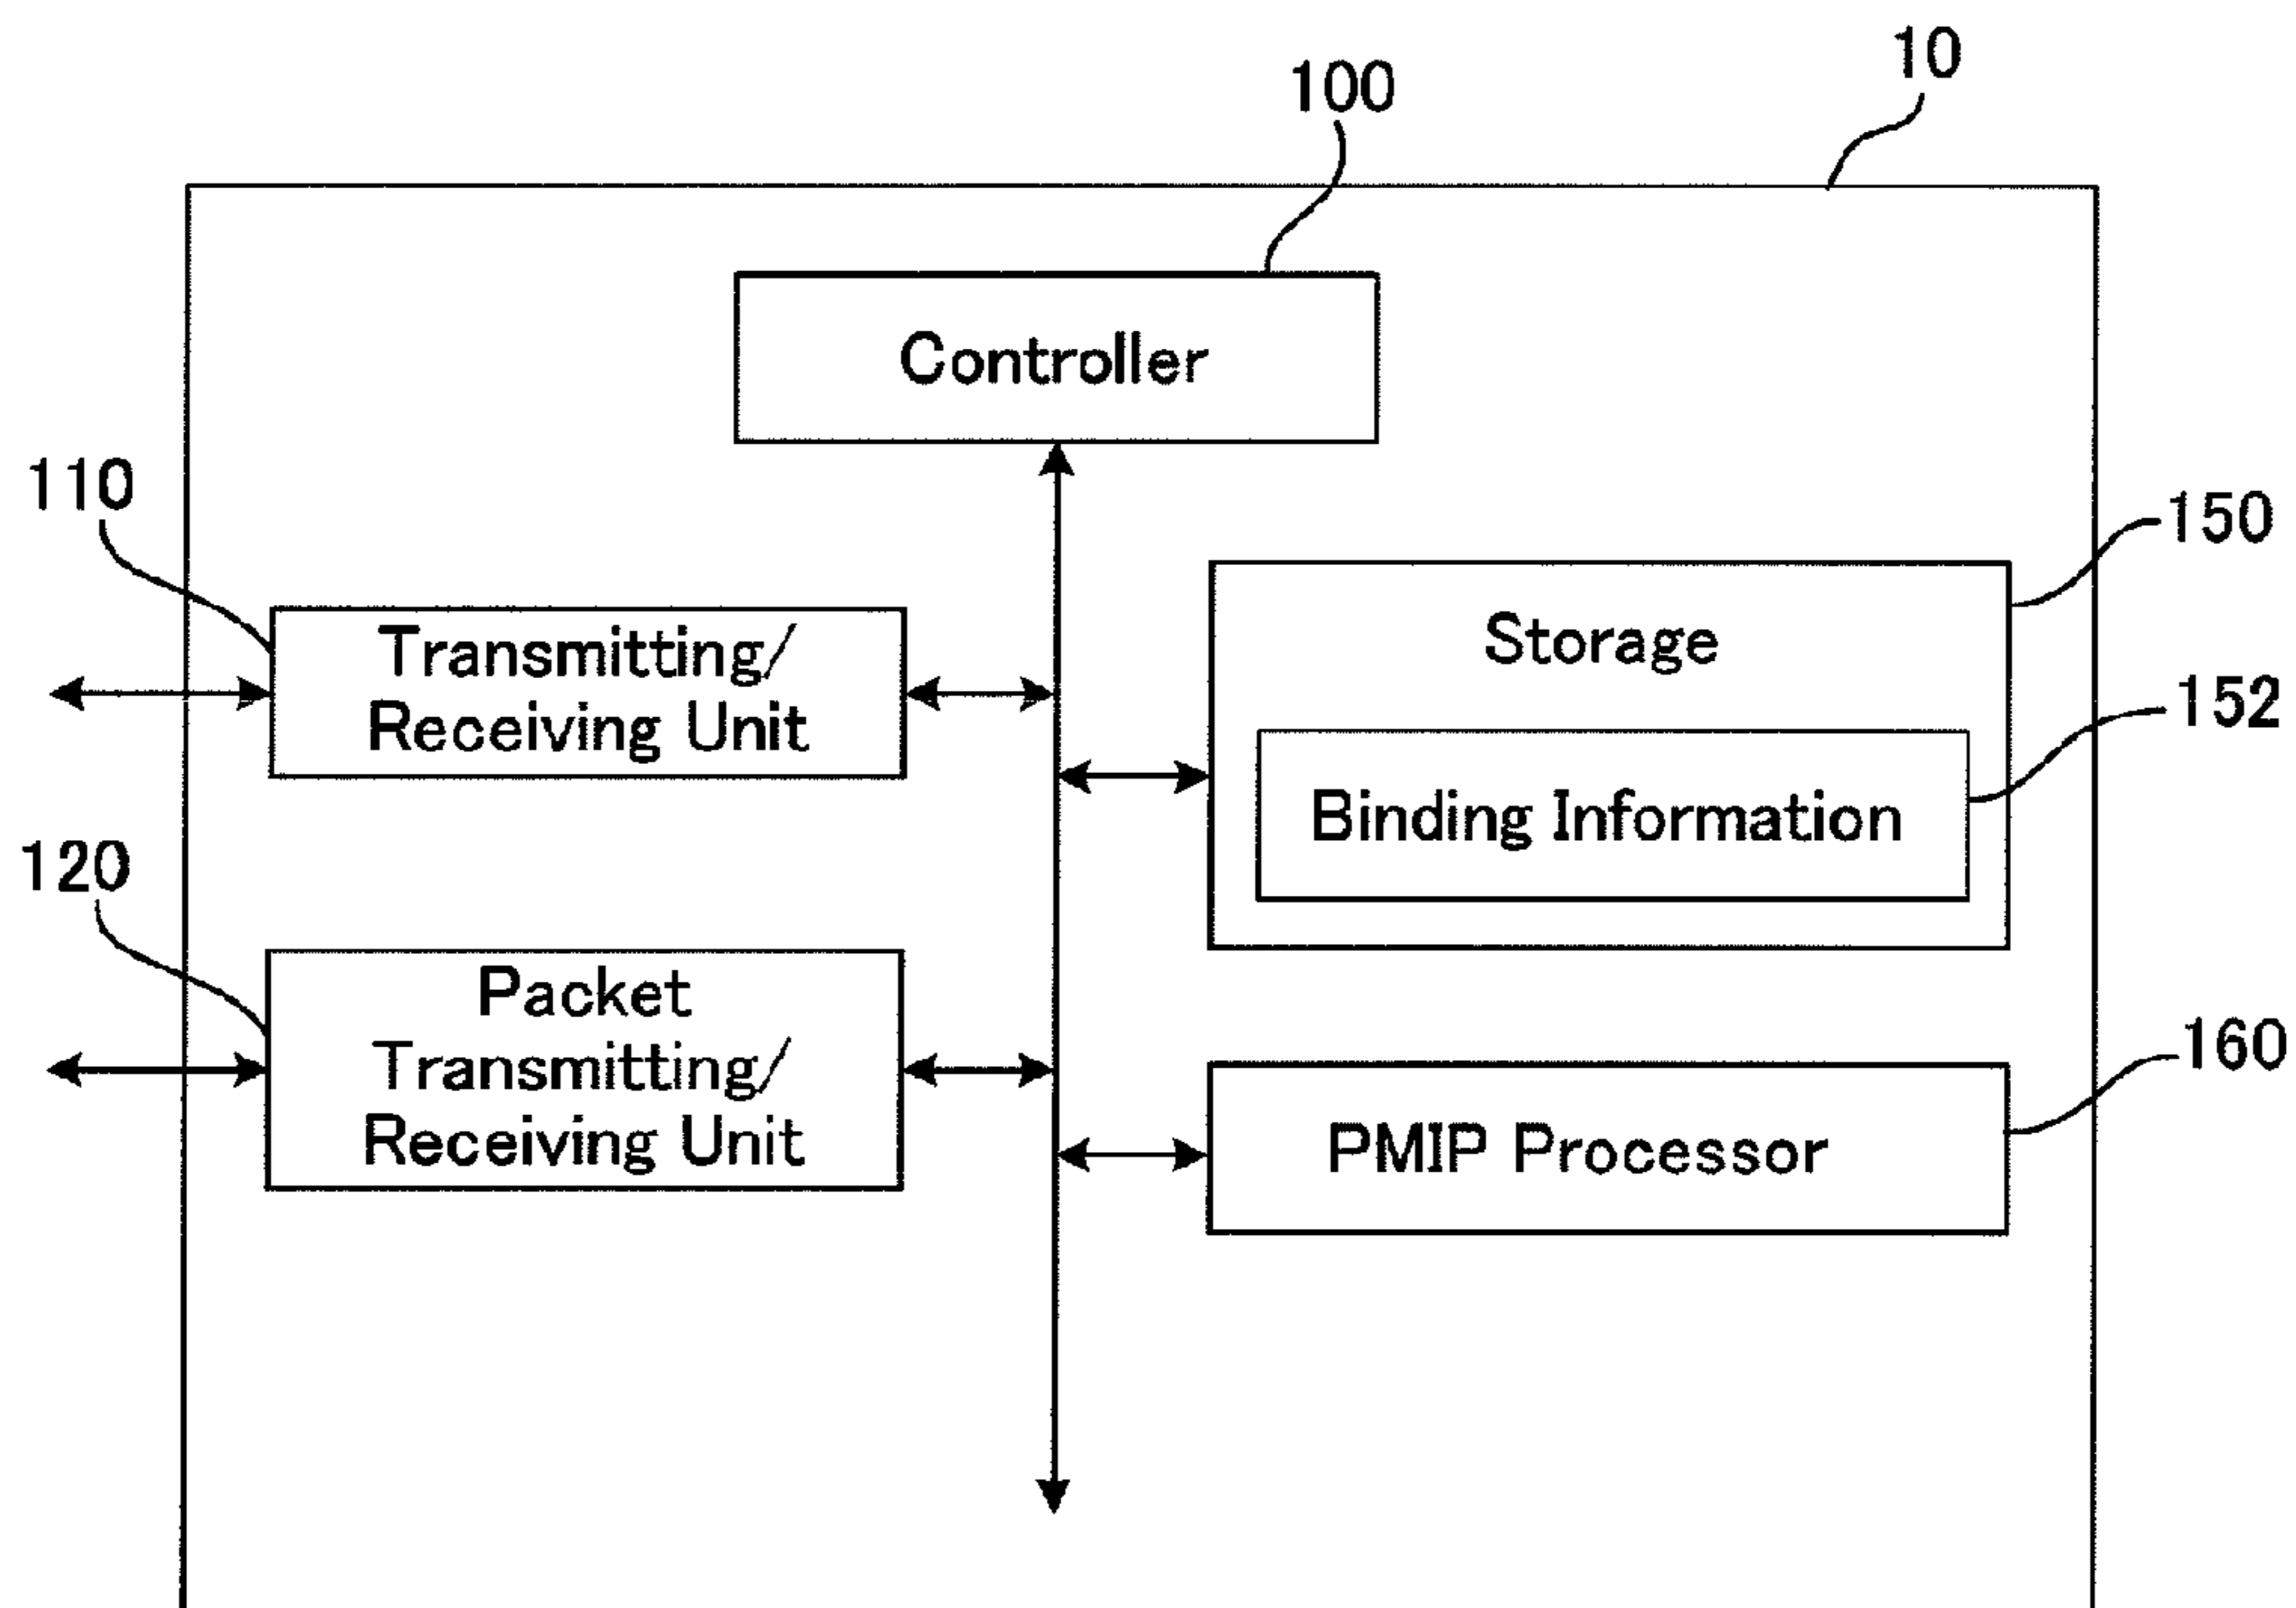 10
100
Controller
110
150
Transmitting/
Receiving Unit
Storage
152
Binding Information
120
Packet
Transmitting/
Receiving Unit
160
PMIP Processor